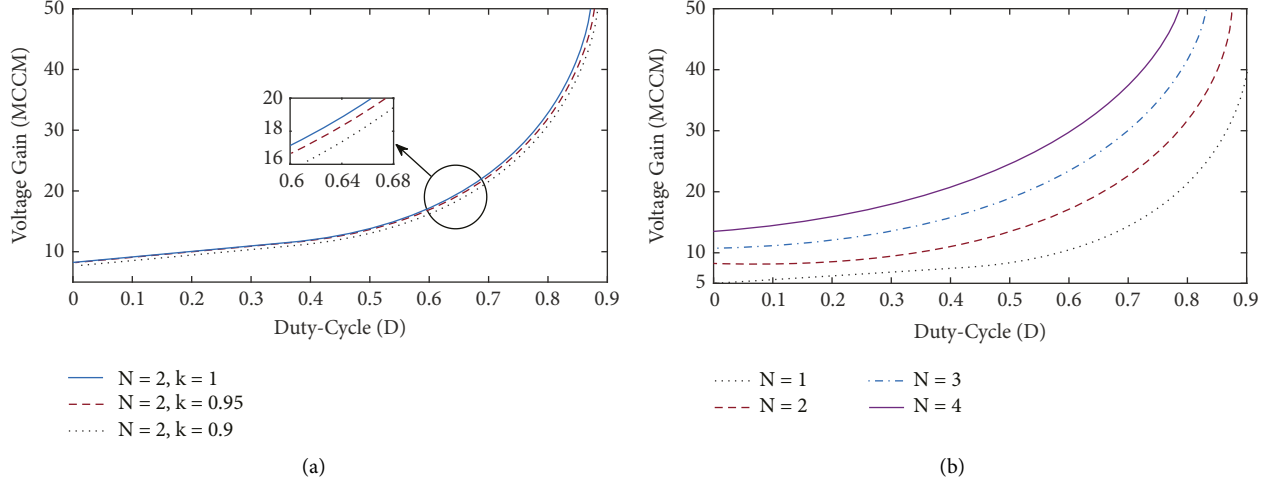 50
40
30
20
10
Voltage Gain (MCCM)
20
18
16
0.6 0.64 0.68
0 0.1 0.2 0.3 0.4 0.5 0.6 0.7 0.8 0.9
Duty-Cycle (D)
N = 2, k = 1
N = 2, k = 0.95
N = 2, k = 0.9
(a)
50
40
30
20
10
5
Voltage Gain (MCCM)
0 0.1 0.2 0.3 0.4 0.5 0.6 0.7 0.8 0.9
Duty-Cycle (D)
N = 1
N = 2
N = 3
N = 4
(b)